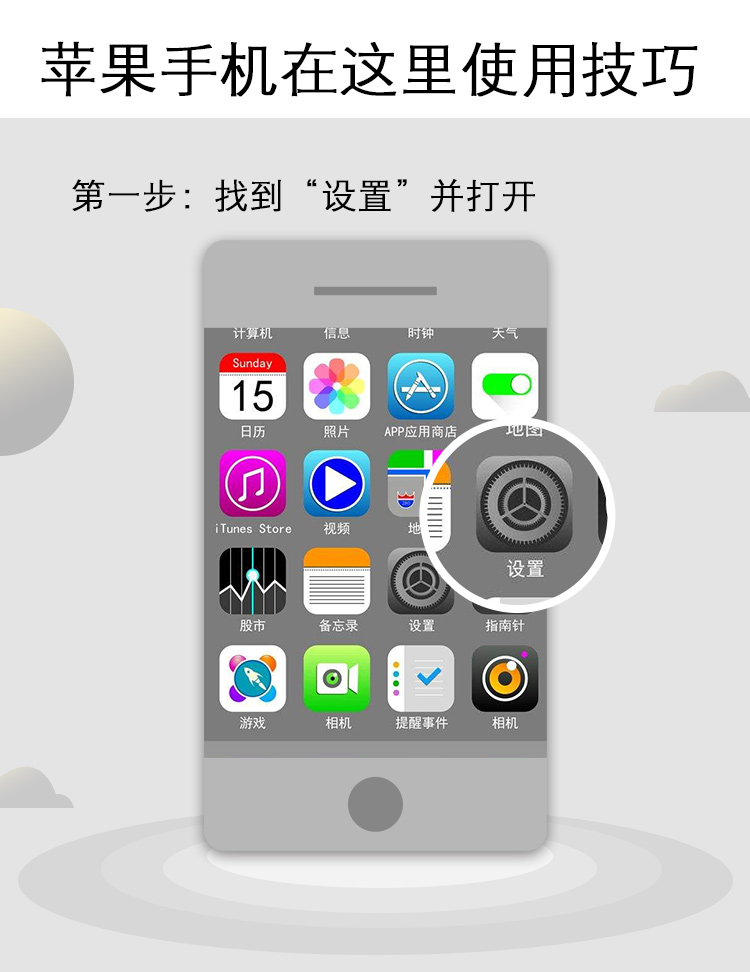 苹果手机在这里使用技巧
第一步：找到“设置”并打开
计算机 信息 时钟 天气
Sunday
15
日历 照片 APP应用商店 地图
iTunes Store 视频 地
设置
股市 备忘录 设置 指南针
游戏 相机 提醒事件 相机